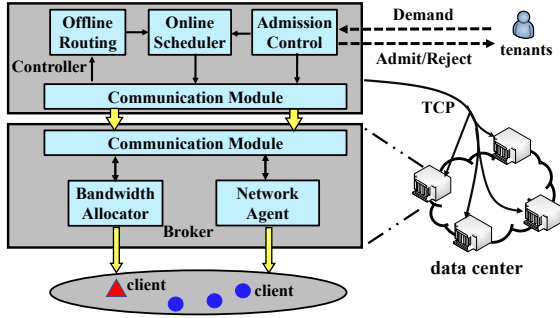 Offline
Routing
Online
Scheduler
Admission
Control
Demand
Admit/Reject
tenants
Controller
Communication Module
TCP
Communication Module
Bandwidth
Allocator
Network
Agent
Broker
data center
client
client